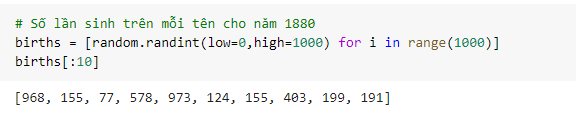 # Số lần sinh trên mỗi tên cho năm 1880
births = [random.randint(low=0,high=1000) for i in range(1000)]
births[:10]
[968, 155, 77, 578, 973, 124, 155, 403, 199, 191]